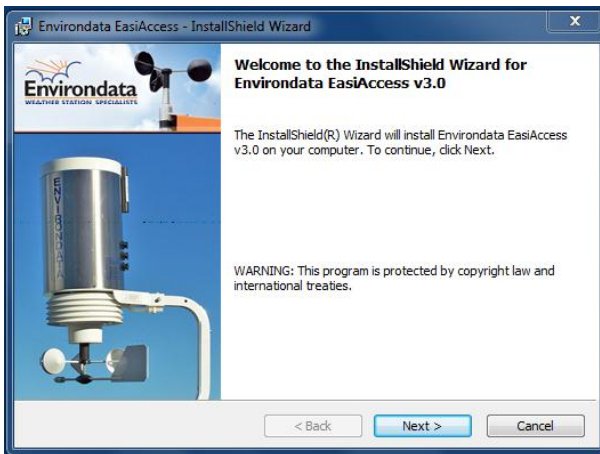 Environdata EasiAccess - InstallShield Wizard
Environdata
WEATHER STATION SPECIALISTS
Welcome to the InstallShield Wizard for
Environdata EasiAccess v3.0
The InstallShield(R) Wizard will install Environdata EasiAccess
v3.0 on your computer. To continue, click Next.
ENVIRONDATA
WARNING: This program is protected by copyright law and
international treaties.
< Back
Next >
Cancel